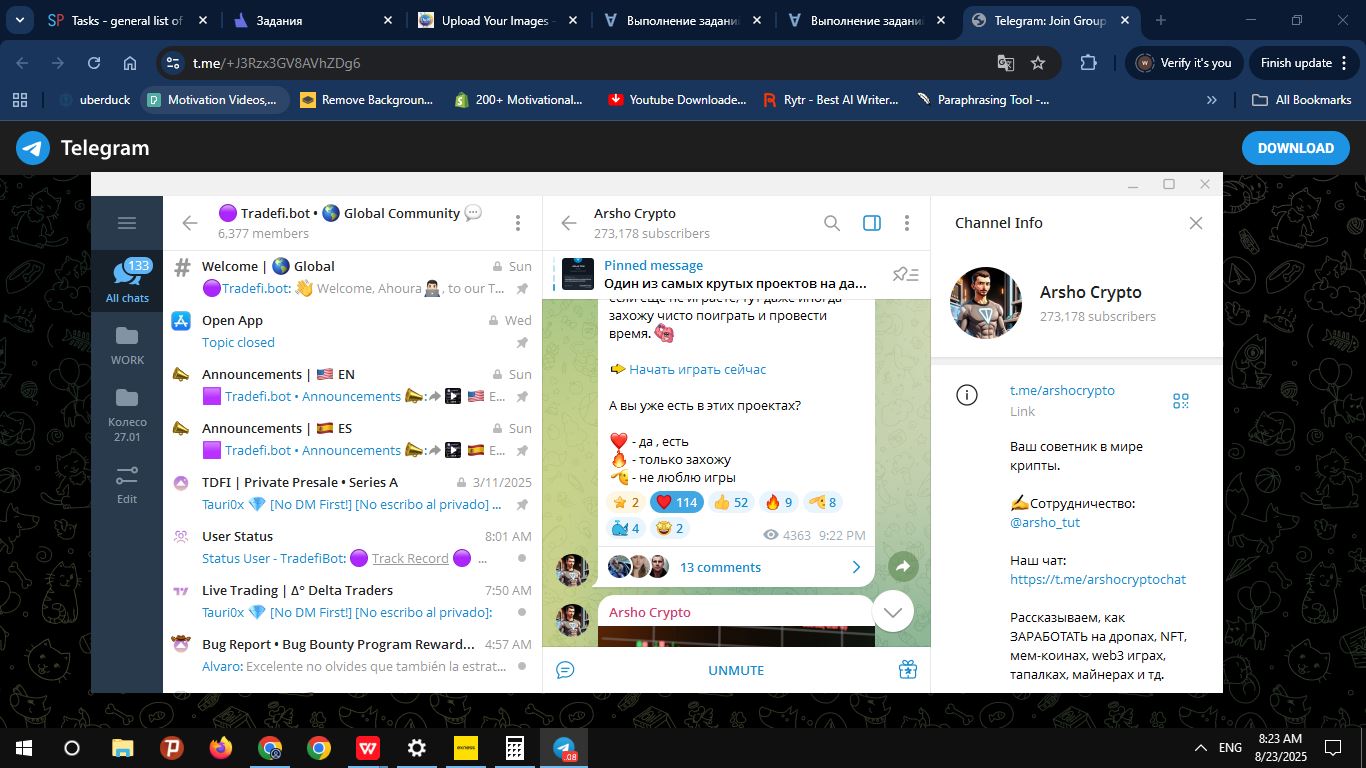 Tasks - general list of
Задания
Upload Your Images -
Выполнение задани
Выполнение задани
Telegram: Join Group
t.me/+J3Rzx3GV8AVhZDg6
Verify it's you
Finish update
uberduck
Motivation Videos,...
Remove Backgroun...
200+ Motivational...
Youtube Downloade...
Rytr - Best AI Writer...
Paraphrasing Tool -...
All Bookmarks
Telegram
DOWNLOAD
133
All chats
WORK
Колесо
27.01
Edit
Tradefi.bot • Global Community
6,377 members
Welcome | Global
Sun
Tradefi.bot: Welcome, Ahoura, to our T...
Open App
Wed
Topic closed
Announcements | EN
Sun
Tradefi.bot • Announcements : E...
Announcements | ES
Sun
Tradefi.bot • Announcements : E...
TDFI | Private Presale • Series A
3/11/2025
Tauri0x [No DM First!] [No escribo al privado] ...
User Status
8:01 AM
Status User - TradefiBot: Track Record ...
Live Trading | Δ° Delta Traders
7:50 AM
Tauri0x [No DM First!] [No escribo al privado]:
Bug Report • Bug Bounty Program Reward...
4:57 AM
Alvaro: Excelente no olvides que también la estrat...
Arsho Crypto
273,178 subscribers
Pinned message
Один из самых крутых проектов на да...
если еще не играете, тут даже иногда
захожу чисто поиграть и провести
время.
Начать играть сейчас
А вы уже есть в этих проектах?
- да , есть
- только захожу
- не люблю игры
2
114
52
9
8
4
2
4363 9:22 PM
13 comments
Arsho Crypto
UNMUTE
Channel Info
Arsho Crypto
273,178 subscribers
t.me/arshocrypto
Link
Ваш советник в мире
крипты.
Сотрудничество:
@arsho_tut
Наш чат:
https://t.me/arshocryptochat
Рассказываем, как
ЗАРАБОТАТЬ на дропах, NFT,
мем-коинах, web3 играх,
тапалках, майнерах и тд.
ENG
8:23 AM
8/23/2025